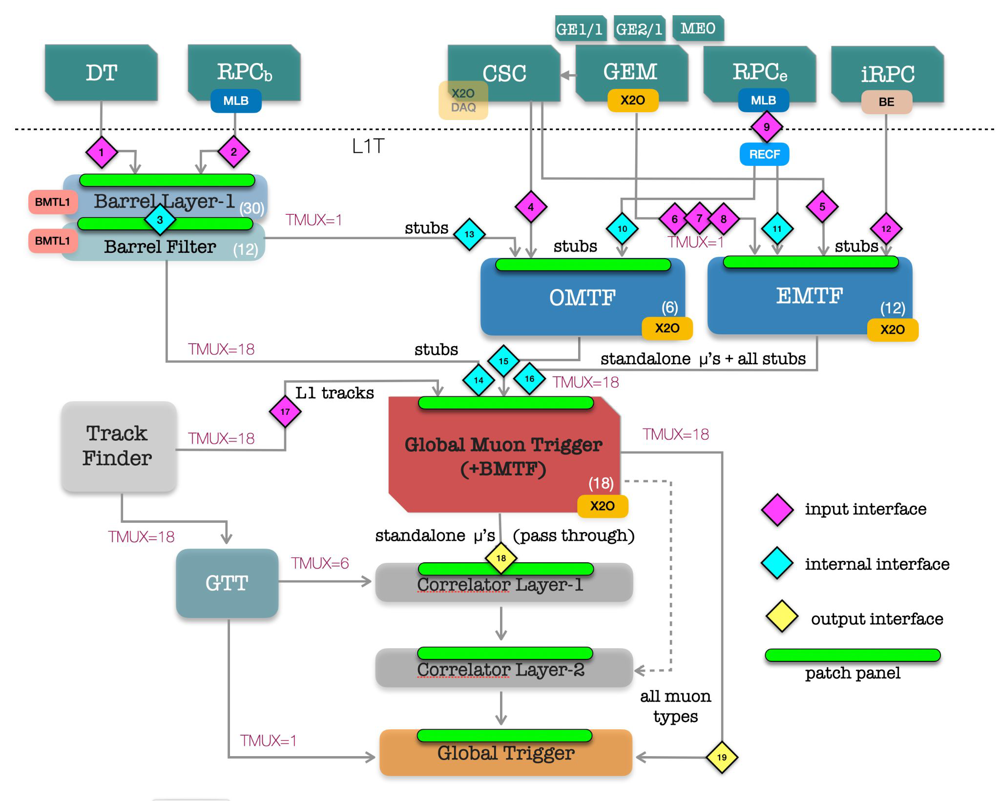 GE1/1
GE2/1
ME0
DT
RPCb
CSC
GEM
RPCe
iRPC
MLB
X2O
DAQ
X2O
MLB
BE
9
L1T
1
2
RECF
BMTL1
Barrel Layer-1
(30)
3
BMTL1
Barrel Filter
(12)
TMUX=1
stubs
13
4
stubs
10
6
7
8
TMUX=1
11
5
stubs
12
OMTF
(6)
X2O
EMTF
(12)
X2O
TMUX=18
stubs
15
14
16
standalone μ's + all stubs
TMUX=18
L1 tracks
17
Track
Finder
TMUX=18
Global Muon Trigger
(+BMTF)
(18)
X2O
TMUX=18
input interface
TMUX=18
standalone μ's
(pass through)
18
GTT
TMUX=6
Correlator Layer-1
internal interface
output interface
Correlator Layer-2
patch panel
all muon
types
TMUX=1
Global Trigger
19